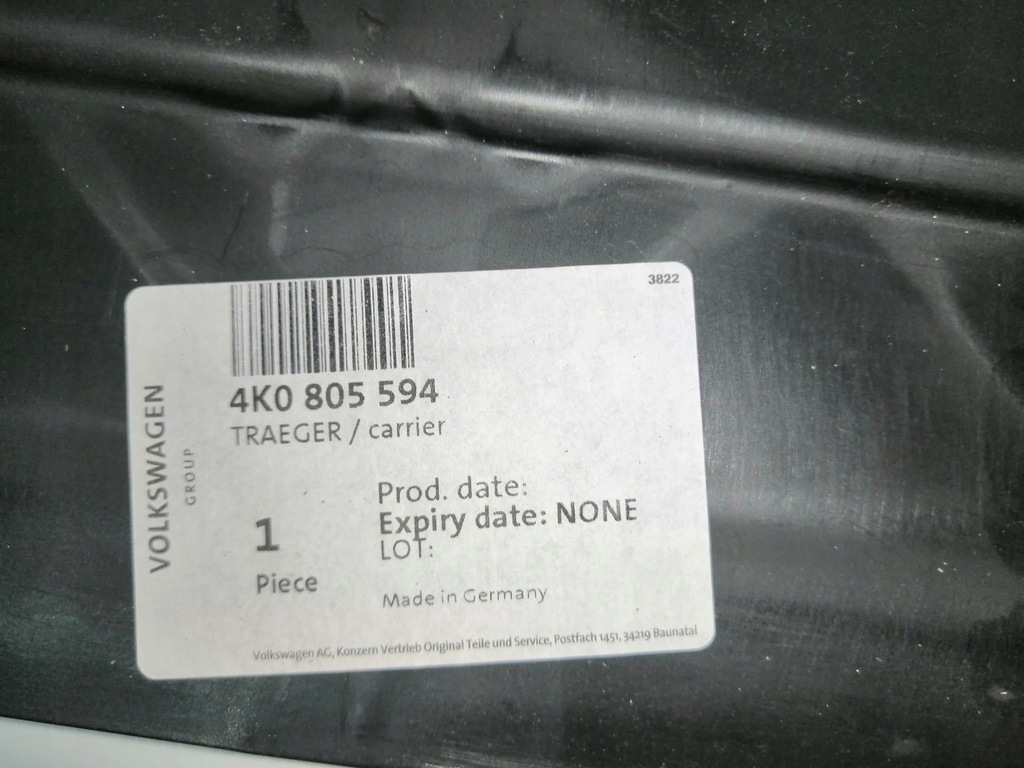 3822
4K0 805 594
TRAEGER / carrier
VOLKSWAGEN
GROUP
Prod. date:
Expiry date: NONE
LOT:
1
Piece
Made in Germany
Volkswagen AG, Konzern Vertrieb Original Teile und Service, Postfach 1451, 34219 Baunatal